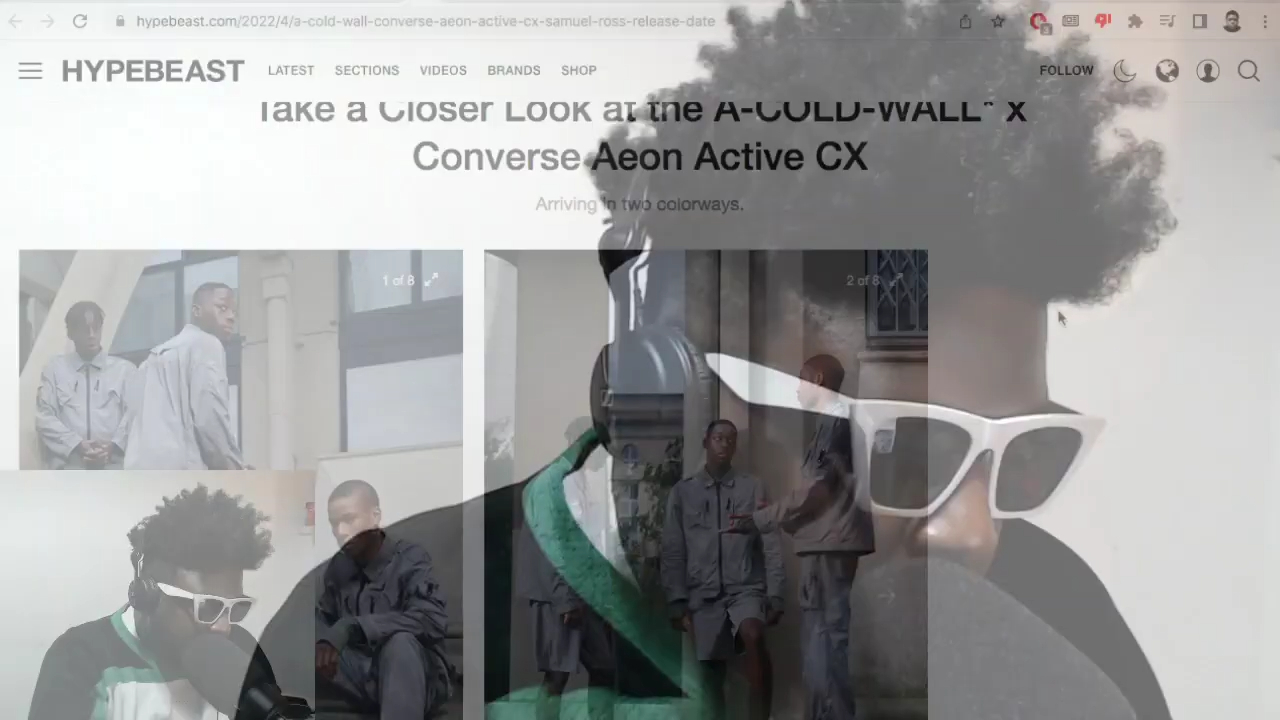 hypebeast.com/2022/4/a-cold-wall-converse-aeon-active-cx-samuel-ross-release-date
HYPEBEAST LATEST SECTIONS VIDEOS BRANDS SHOP FOLLOW
Take a Closer Look at the A-COLD-WALL* x
Converse Aeon Active CX
Arriving in two colorways.
1 of 8
2 of 8